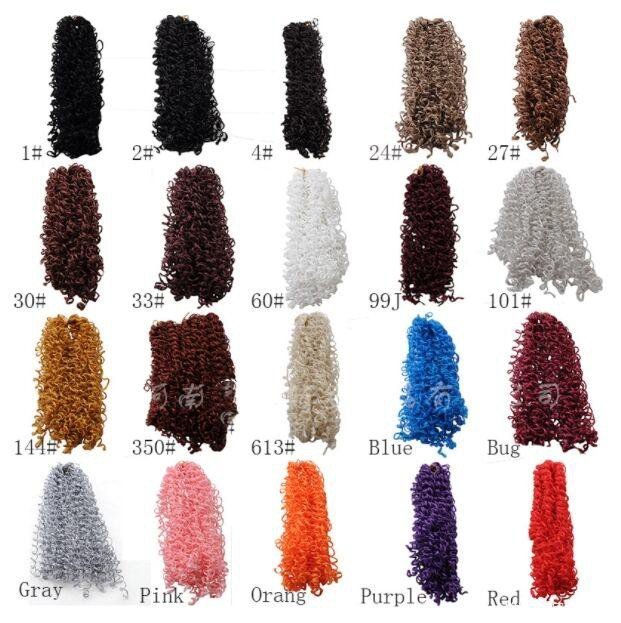 1# 2# 4# 24# 27#
30# 33# 60# 99J 101#
144# 350# 613# Blue Bug
Gray Pink Orang Purple Red